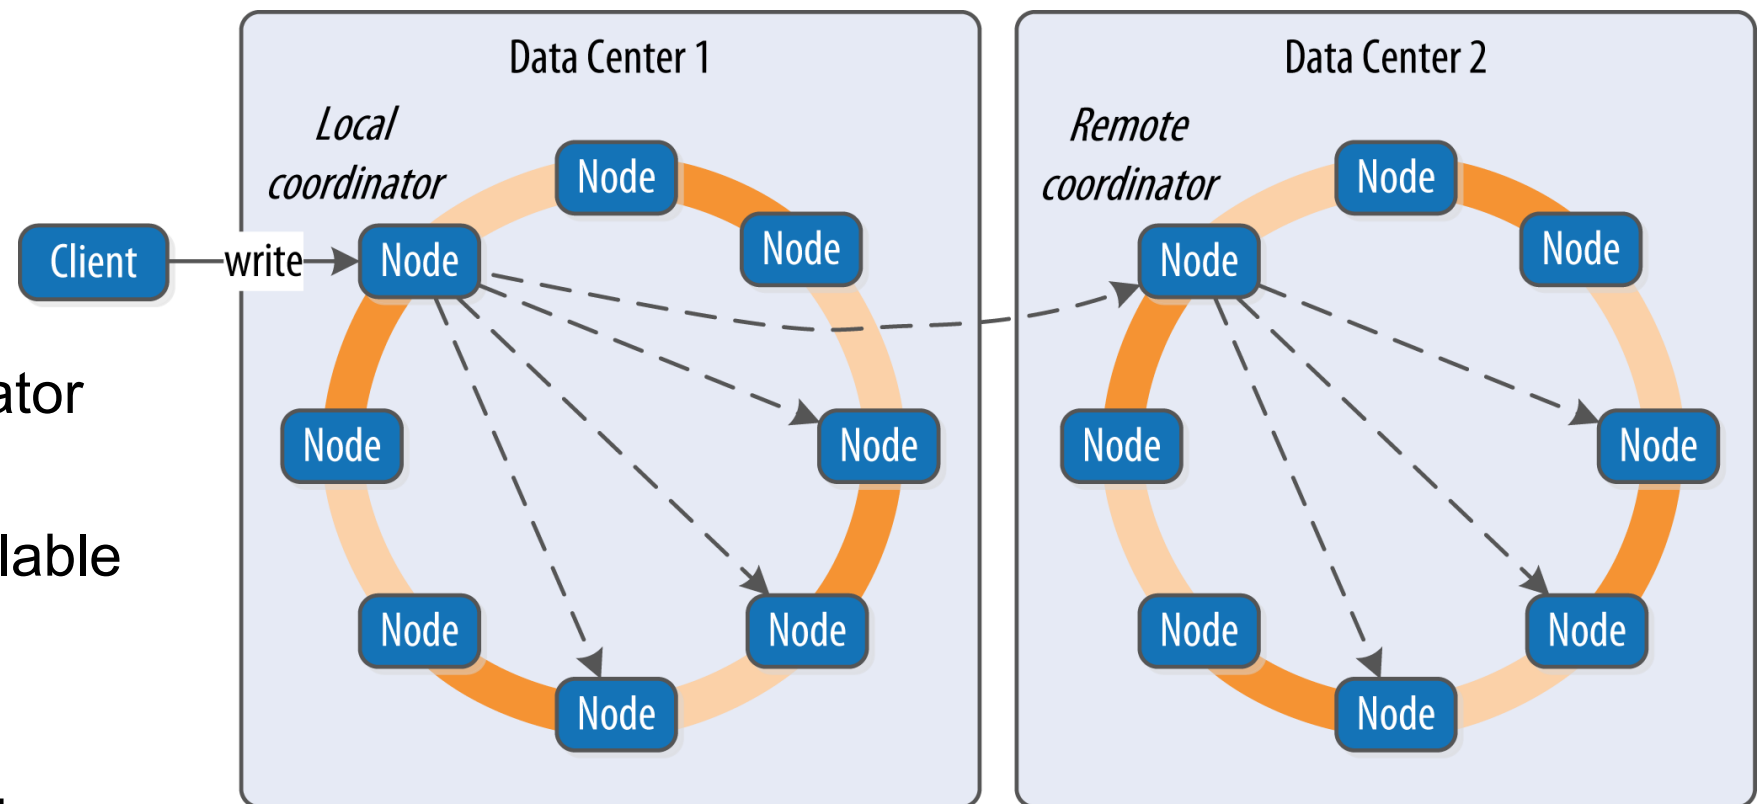 Data Center 1
Data Center 2
Local
coordinator
Remote
coordinator
Node
Node
Node
Node
Client
write
Node
Node
Node
Node
ator
Node
Node
Node
Node
lable
Node
Node
Node
Node
Node
Node